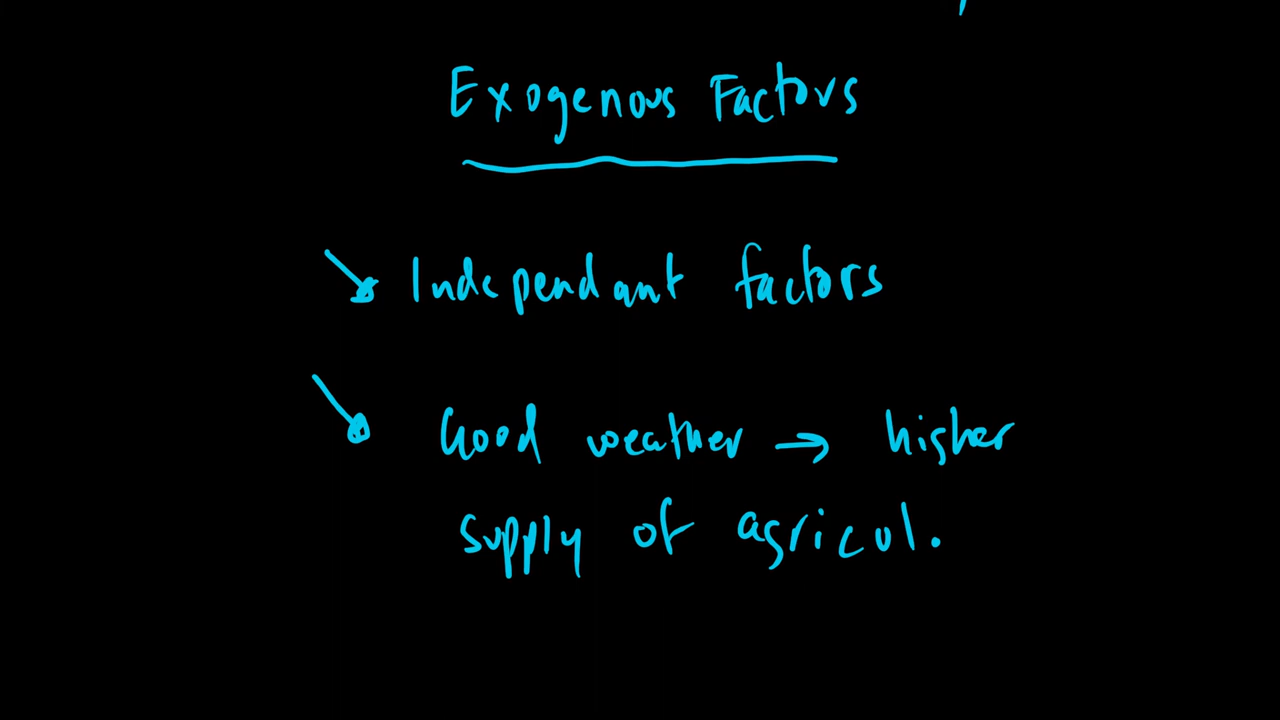 Exogenous Factors
Independant factors
Good weather → higher
supply of agricul.